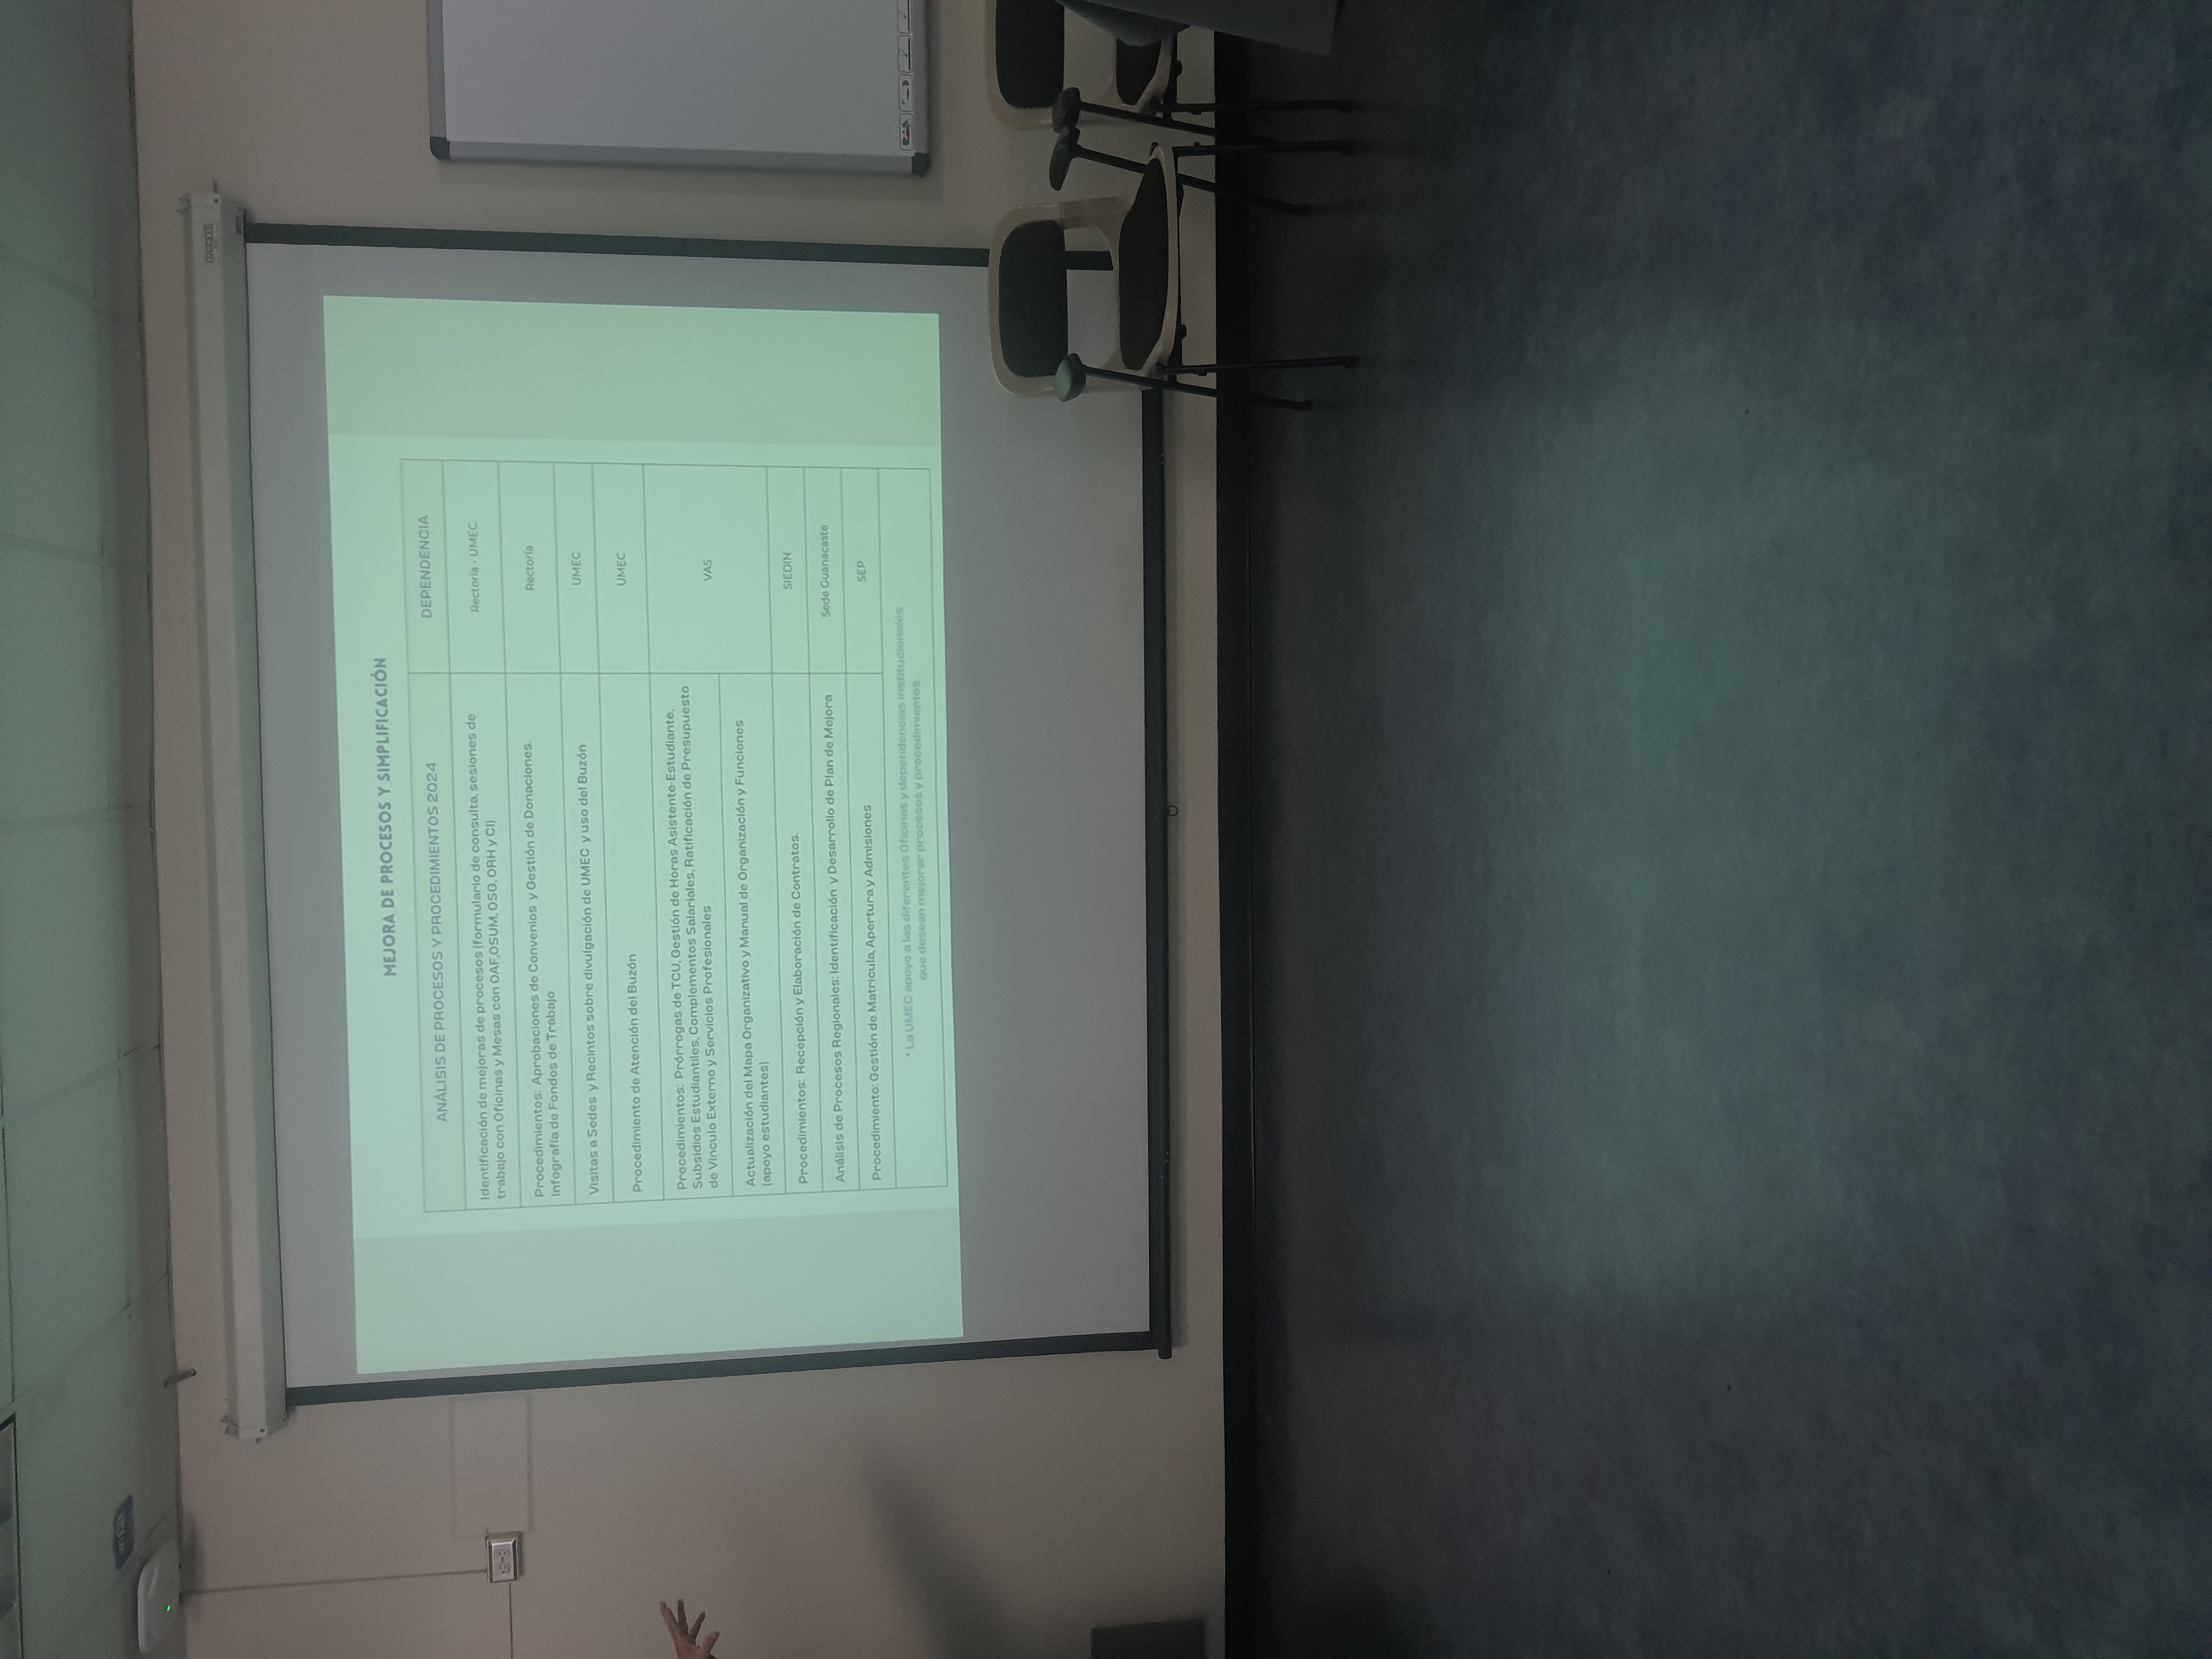 MEJORA DE PROCESOS Y SIMPLIFICACIÓN
ANÁLISIS DE PROCESOS Y PROCEDIMIENTOS 2024
DEPENDENCIA
Identificación de mejoras de procesos (formulario de consulta, sesiones de
trabajo con Oficinas y Mesas con OAF,OSUM, OSG, ORH y CI)
Rectoría - UMEC
Procedimientos: Aprobaciones de Convenios y Gestión de Donaciones.
Infografía de Fondos de Trabajo
Rectoría
Visitas a Sedes y Recintos sobre divulgación de UMEC y uso del Buzón
UMEC
Procedimiento de Atención del Buzón
UMEC
Procedimientos: Prórrogas de TCU, Gestión de Horas Asistente-Estudiante,
Subsidios Estudiantiles, Complementos Salariales, Ratificación de Presupuesto
de Vínculo Externo y Servicios Profesionales
VAS
Actualización del Mapa Organizativo y Manual de Organización y Funciones
(apoyo estudiantes)
Procedimientos: Recepción y Elaboración de Contratos.
SIEDIN
Análisis de Procesos Regionales: Identificación y Desarrollo de Plan de Mejora
Sede Guanacaste
Procedimiento: Gestión de Matrícula, Apertura y Admisiones
SEP
* La UMEC apoyo a las diferentes Oficinas y dependencias institucionales
que desean mejorar procesos y procedimientos